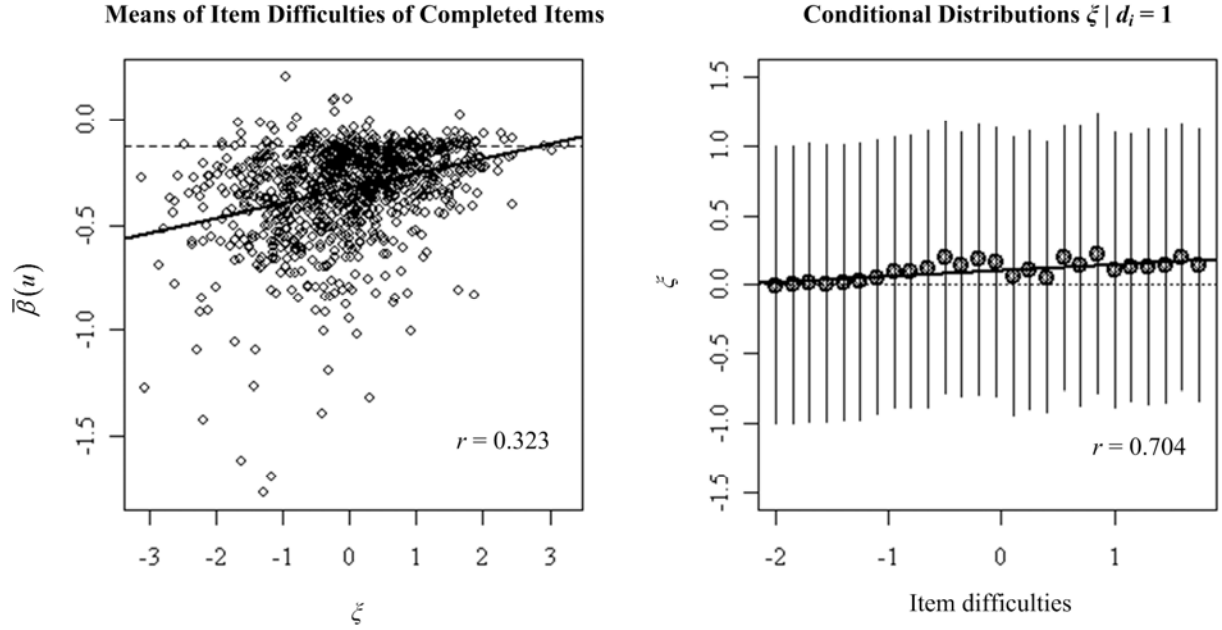 Means of Item Difficulties of Completed Items
0.0
-0.5
-1.0
-1.5
β̅(u)
r = 0.323
-3 -2 -1 0 1 2 3
ξ
Conditional Distributions ξ | dᵢ = 1
1.5
1.0
0.5
0.0
-0.5
-1.0
-1.5
ξ
r = 0.704
-2 -1 0 1
Item difficulties